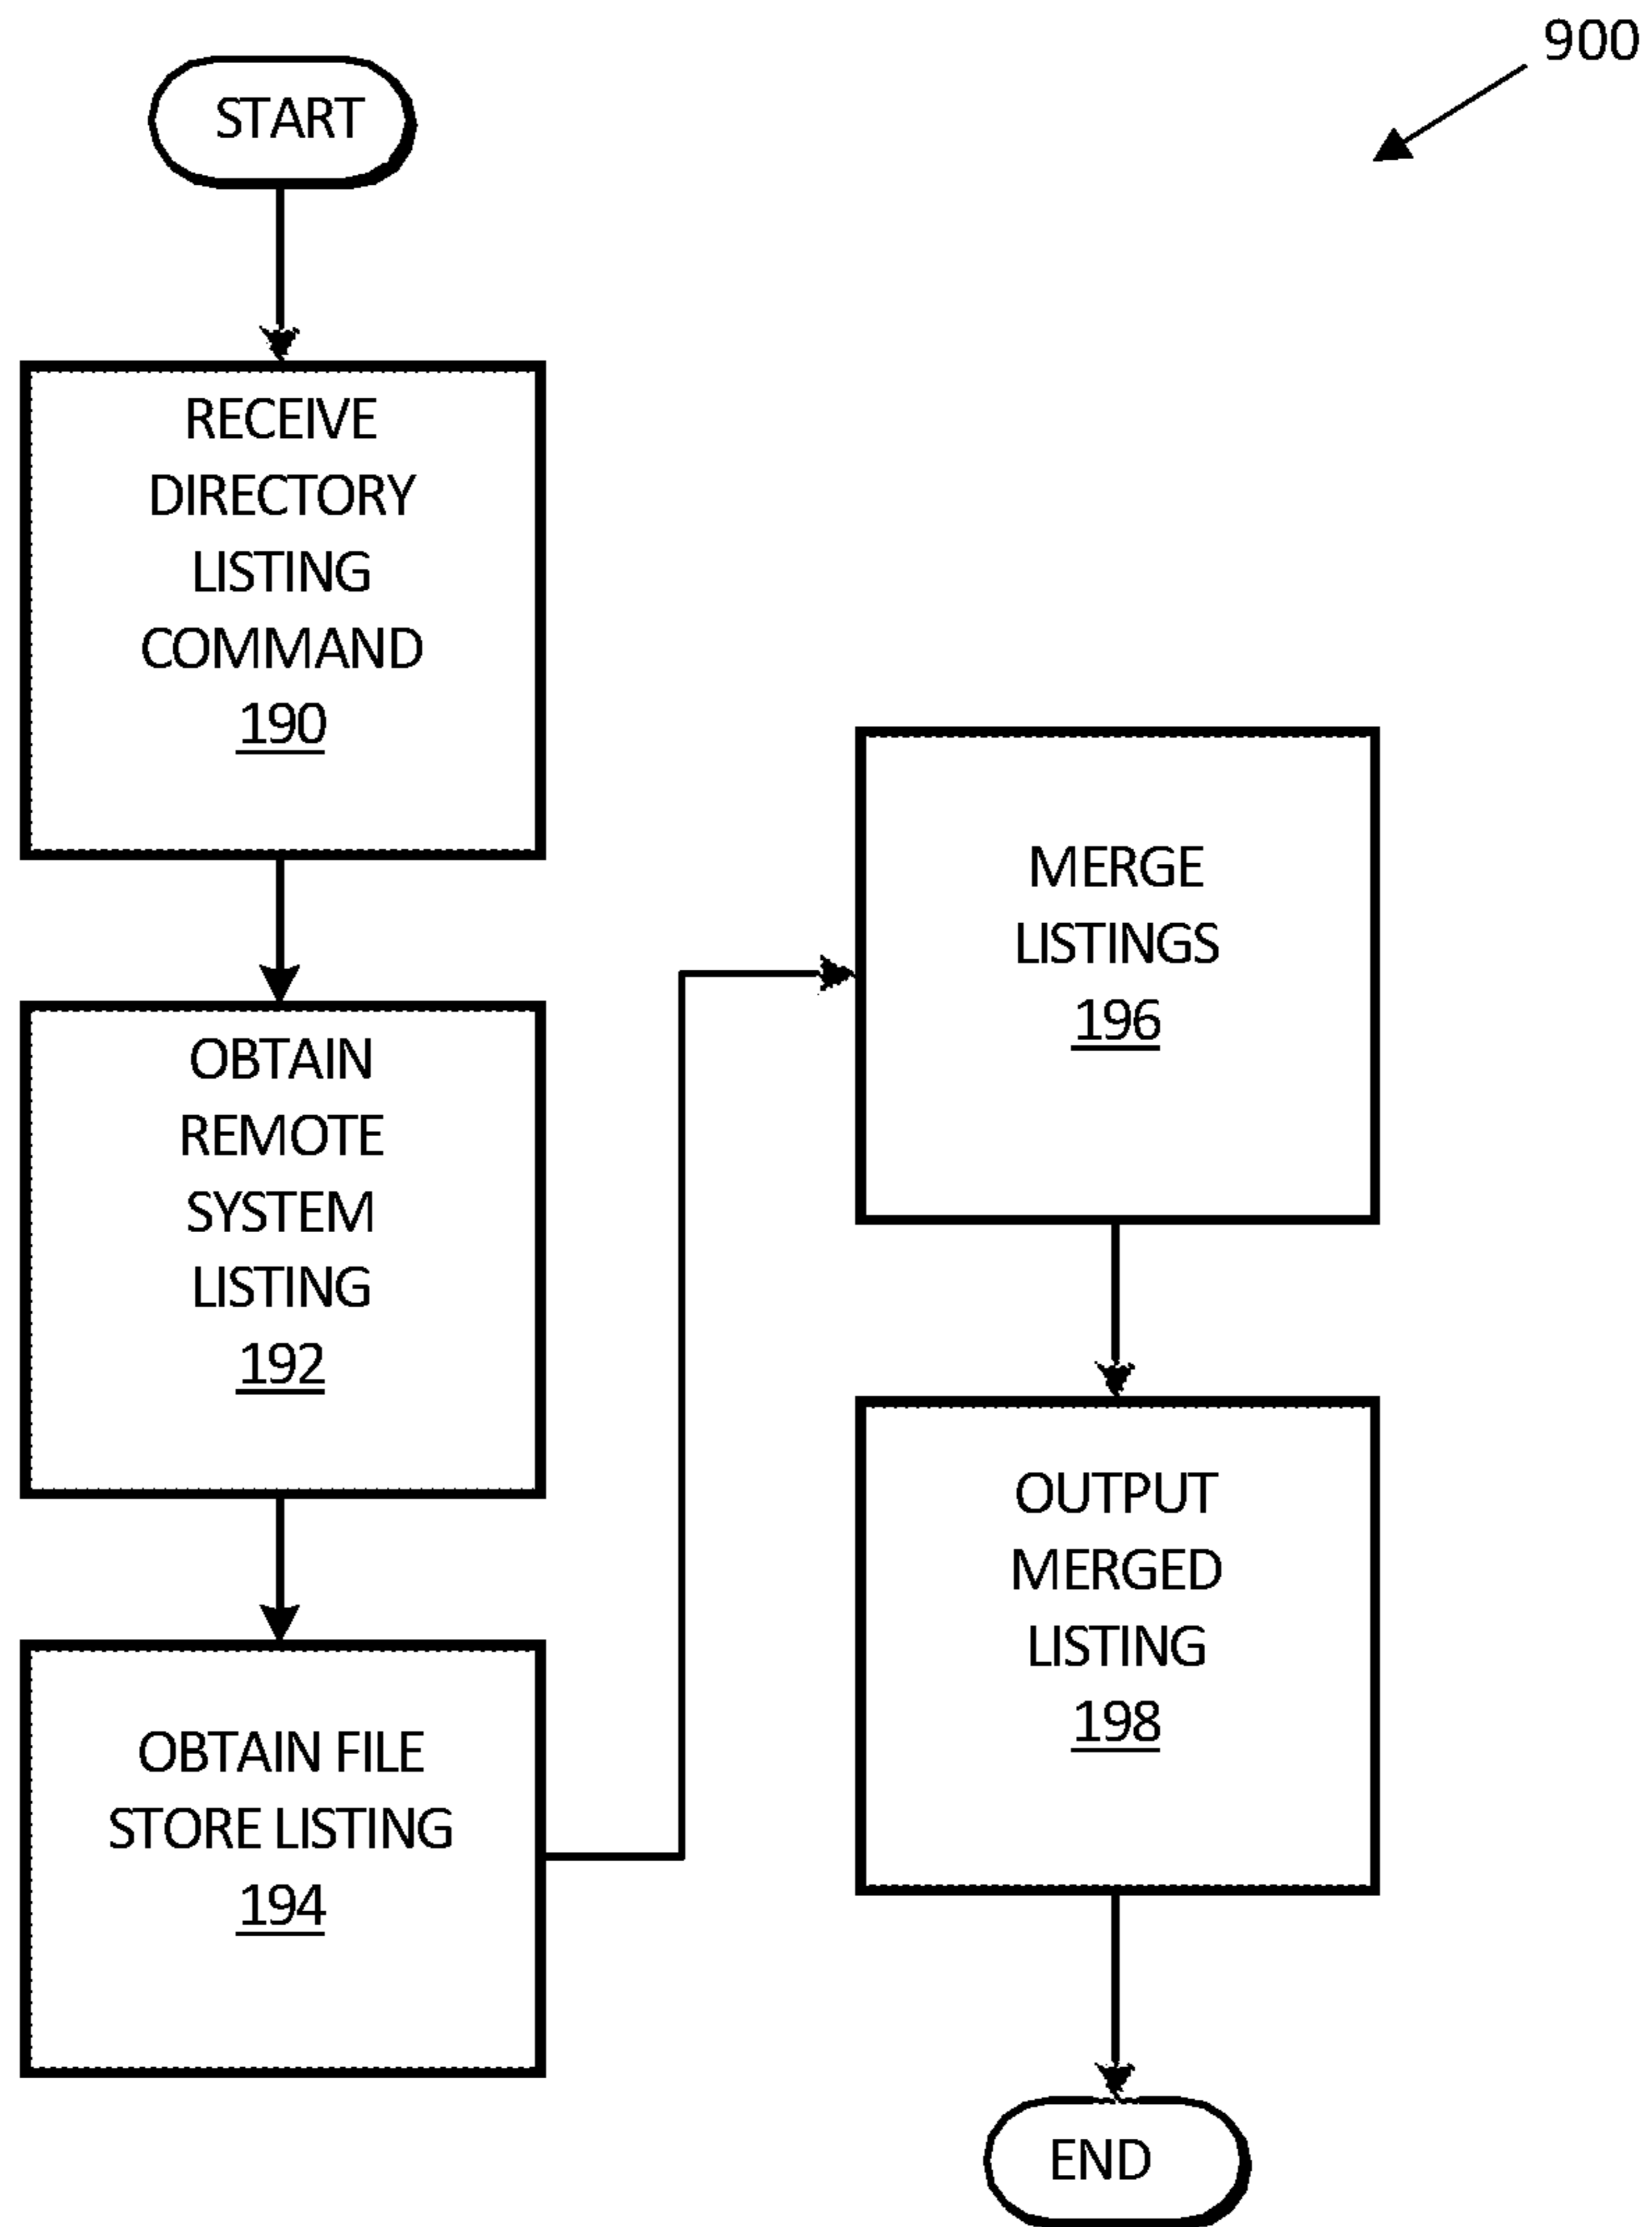 900
START
RECEIVE
DIRECTORY
LISTING
COMMAND
190
OBTAIN
REMOTE
SYSTEM
LISTING
192
OBTAIN FILE
STORE LISTING
194
MERGE
LISTINGS
196
OUTPUT
MERGED
LISTING
198
END